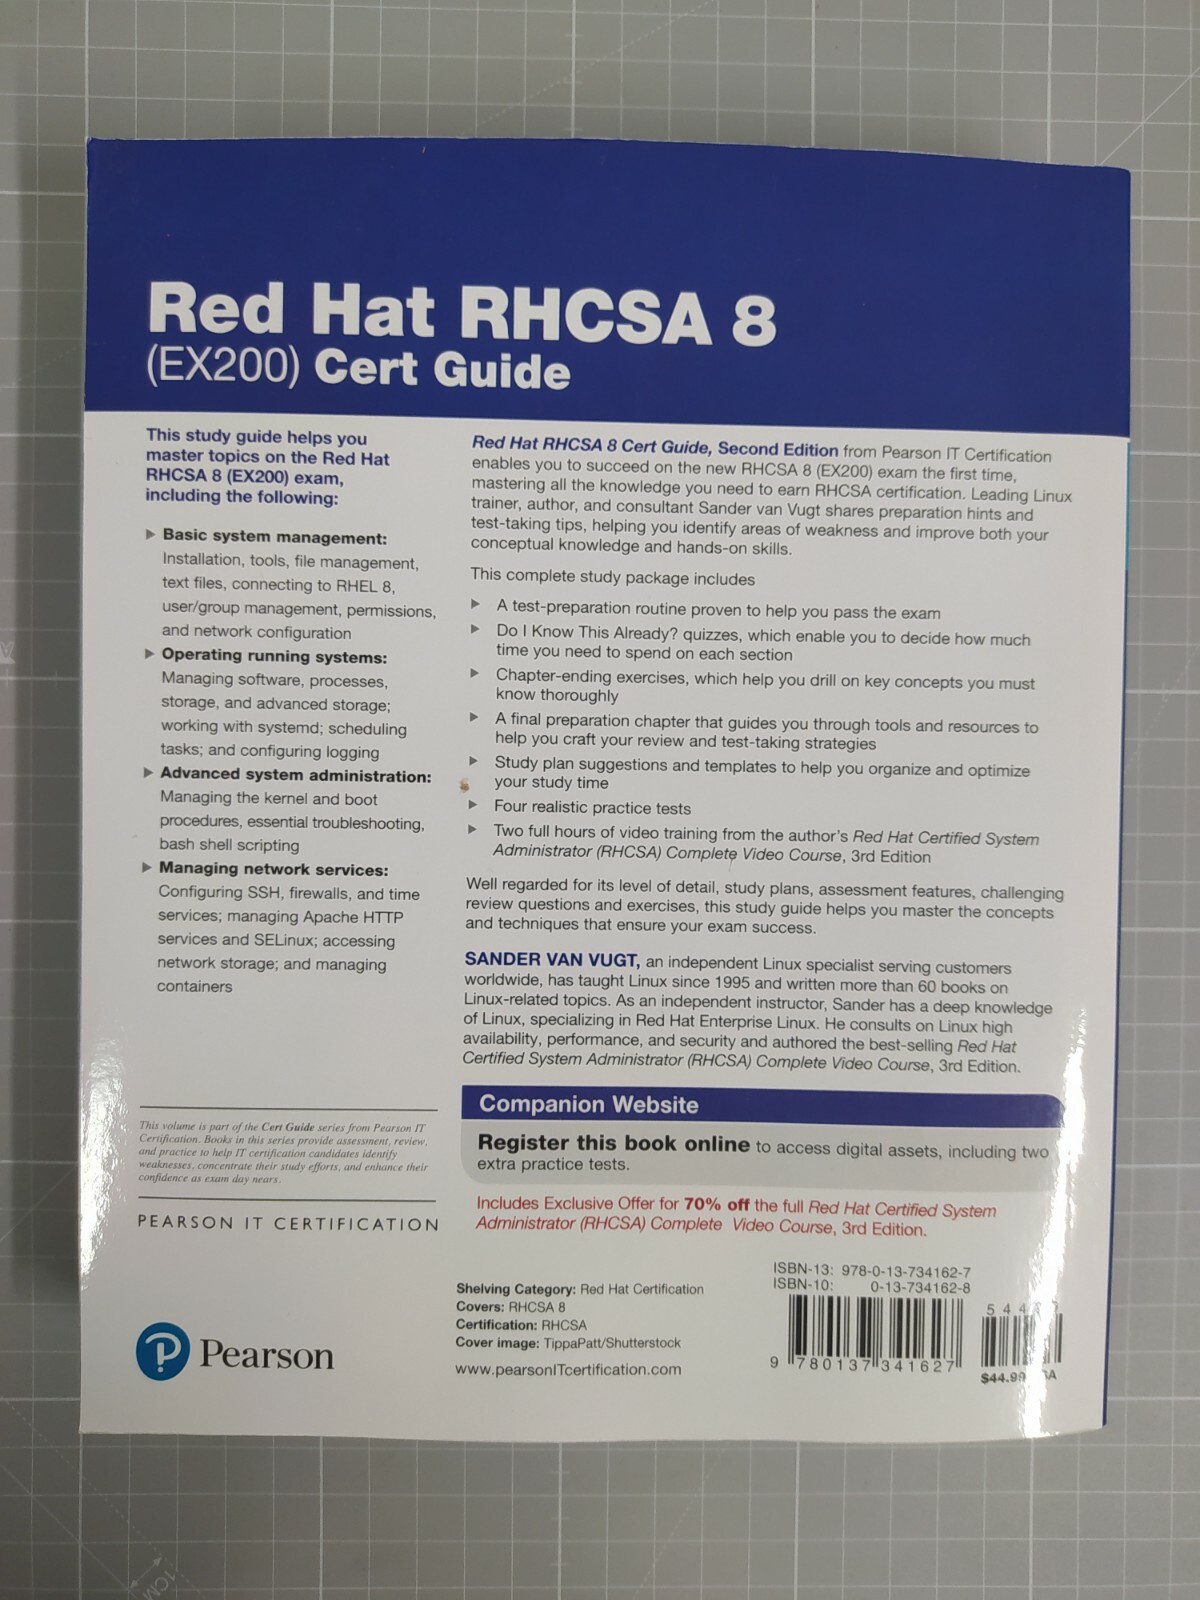 Red Hat RHCSA 8
(EX200) Cert Guide
This study guide helps you
master topics on the Red Hat
RHCSA 8 (EX200) exam,
including the following:
▶ Basic system management:
Installation, tools, file management,
text files, connecting to RHEL 8,
user/group management, permissions,
and network configuration
▶ Operating running systems:
Managing software, processes,
storage, and advanced storage;
working with systemd; scheduling
tasks; and configuring logging
▶ Advanced system administration:
Managing the kernel and boot
procedures, essential troubleshooting,
bash shell scripting
▶ Managing network services:
Configuring SSH, firewalls, and time
services; managing Apache HTTP
services and SELinux; accessing
network storage; and managing
containers
This volume is part of the Cert Guide series from Pearson IT
Certification. Books in this series provide assessment, review,
and practice to help IT certification candidates identify
weaknesses, concentrate their study efforts, and enhance their
confidence as exam day nears.
PEARSON IT CERTIFICATION
Red Hat RHCSA 8 Cert Guide, Second Edition from Pearson IT Certification
enables you to succeed on the new RHCSA 8 (EX200) exam the first time,
mastering all the knowledge you need to earn RHCSA certification. Leading Linux
trainer, author, and consultant Sander van Vugt shares preparation hints and
test-taking tips, helping you identify areas of weakness and improve both your
conceptual knowledge and hands-on skills.
This complete study package includes
▶ A test-preparation routine proven to help you pass the exam
▶ Do I Know This Already? quizzes, which enable you to decide how much
time you need to spend on each section
▶ Chapter-ending exercises, which help you drill on key concepts you must
know thoroughly
▶ A final preparation chapter that guides you through tools and resources to
help you craft your review and test-taking strategies
▶ Study plan suggestions and templates to help you organize and optimize
your study time
▶ Four realistic practice tests
▶ Two full hours of video training from the author's Red Hat Certified System
Administrator (RHCSA) Complete Video Course, 3rd Edition
Well regarded for its level of detail, study plans, assessment features, challenging
review questions and exercises, this study guide helps you master the concepts
and techniques that ensure your exam success.
SANDER VAN VUGT, an independent Linux specialist serving customers
worldwide, has taught Linux since 1995 and written more than 60 books on
Linux-related topics. As an independent instructor, Sander has a deep knowledge
of Linux, specializing in Red Hat Enterprise Linux. He consults on Linux high
availability, performance, and security and authored the best-selling Red Hat
Certified System Administrator (RHCSA) Complete Video Course, 3rd Edition.
Companion Website
Register this book online to access digital assets, including two
extra practice tests.
Includes Exclusive Offer for 70% off the full Red Hat Certified System
Administrator (RHCSA) Complete Video Course, 3rd Edition.
Pearson
Shelving Category: Red Hat Certification
Covers: RHCSA 8
Certification: RHCSA
Cover image: TippaPatt/Shutterstock
www.pearsonITcertification.com
ISBN-13: 978-0-13-734162-7
ISBN-10: 0-13-734162-8
9 780137 341627
$44.99
1CM